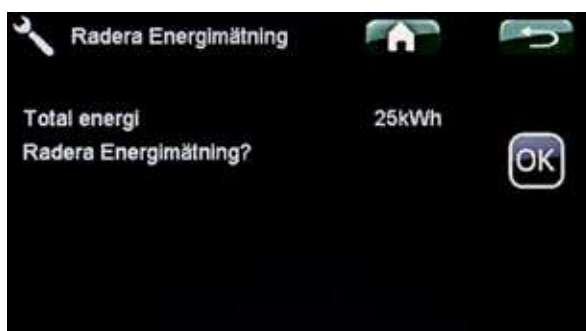 Radera Energimätning
Total energi 25kWh
Radera Energimätning?
OK